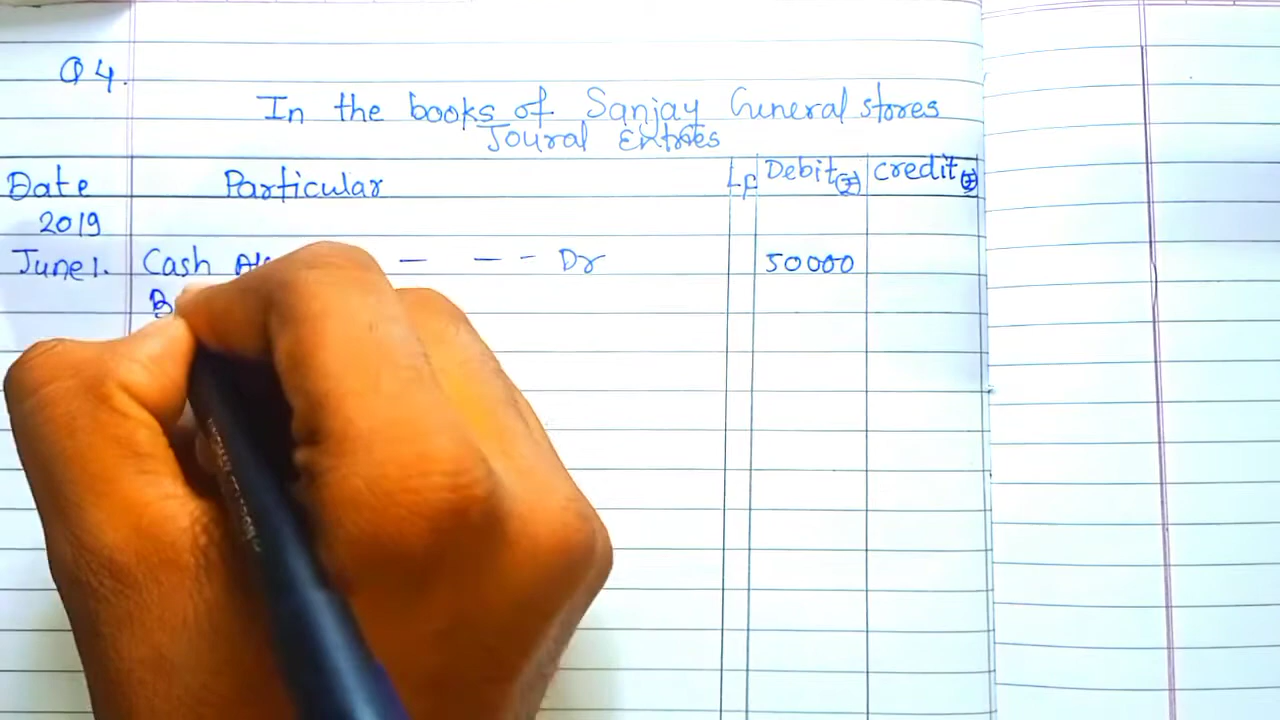 Q 4.
In the books of Sanjay General stores
Joural Entries
Date Particular LF Debit(₹) credit(₹)
2019
June 1. Cash A/c — — - Dr 50000
B